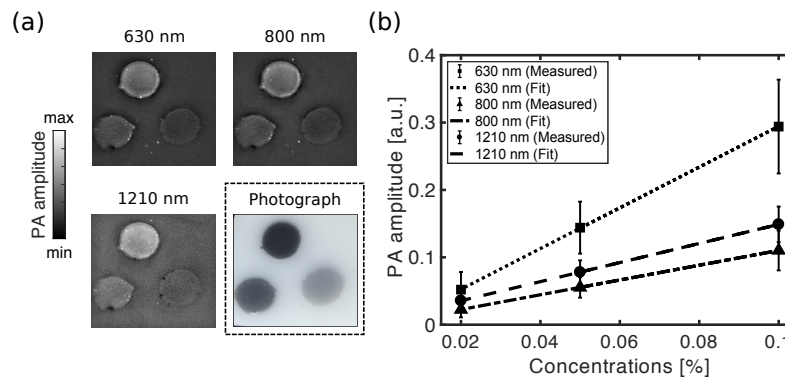 (a)
630 nm
800 nm
max
PA amplitude
min
1210 nm
Photograph
(b)
0.4
0.3
0.2
0.1
0
PA amplitude [a.u.]
630 nm (Measured)
630 nm (Fit)
800 nm (Measured)
800 nm (Fit)
1210 nm (Measured)
1210 nm (Fit)
0.02
0.04
0.06
0.08
0.1
Concentrations [%]